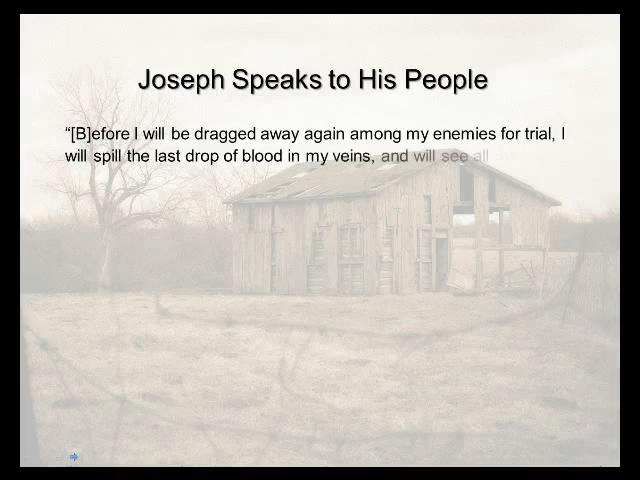 Joseph Speaks to His People
“[B]efore I will be dragged away again among my enemies for trial, I
will spill the last drop of blood in my veins, and will see all